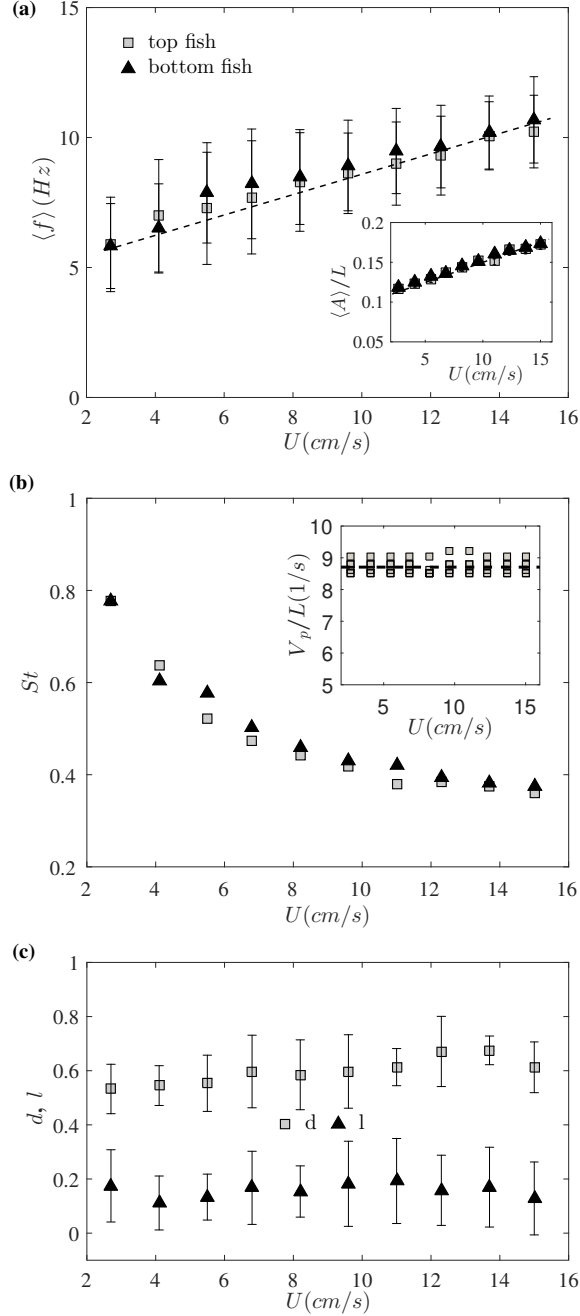 (a)
15
10
5
0
⟨f⟩(Hz)
top fish
bottom fish
0.2
0.15
0.1
0.05
⟨A⟩/L
5 10 15
U(cm/s)
2 4 6 8 10 12 14 16
U(cm/s)
(b)
1
0.8
0.6
0.4
0.2
St
10
9
8
7
6
5
V_p/L(1/s)
5 10 15
U(cm/s)
2 4 6 8 10 12 14 16
U(cm/s)
(c)
1
0.8
0.6
0.4
0.2
0
d, l
d l
2 4 6 8 10 12 14 16
U(cm/s)